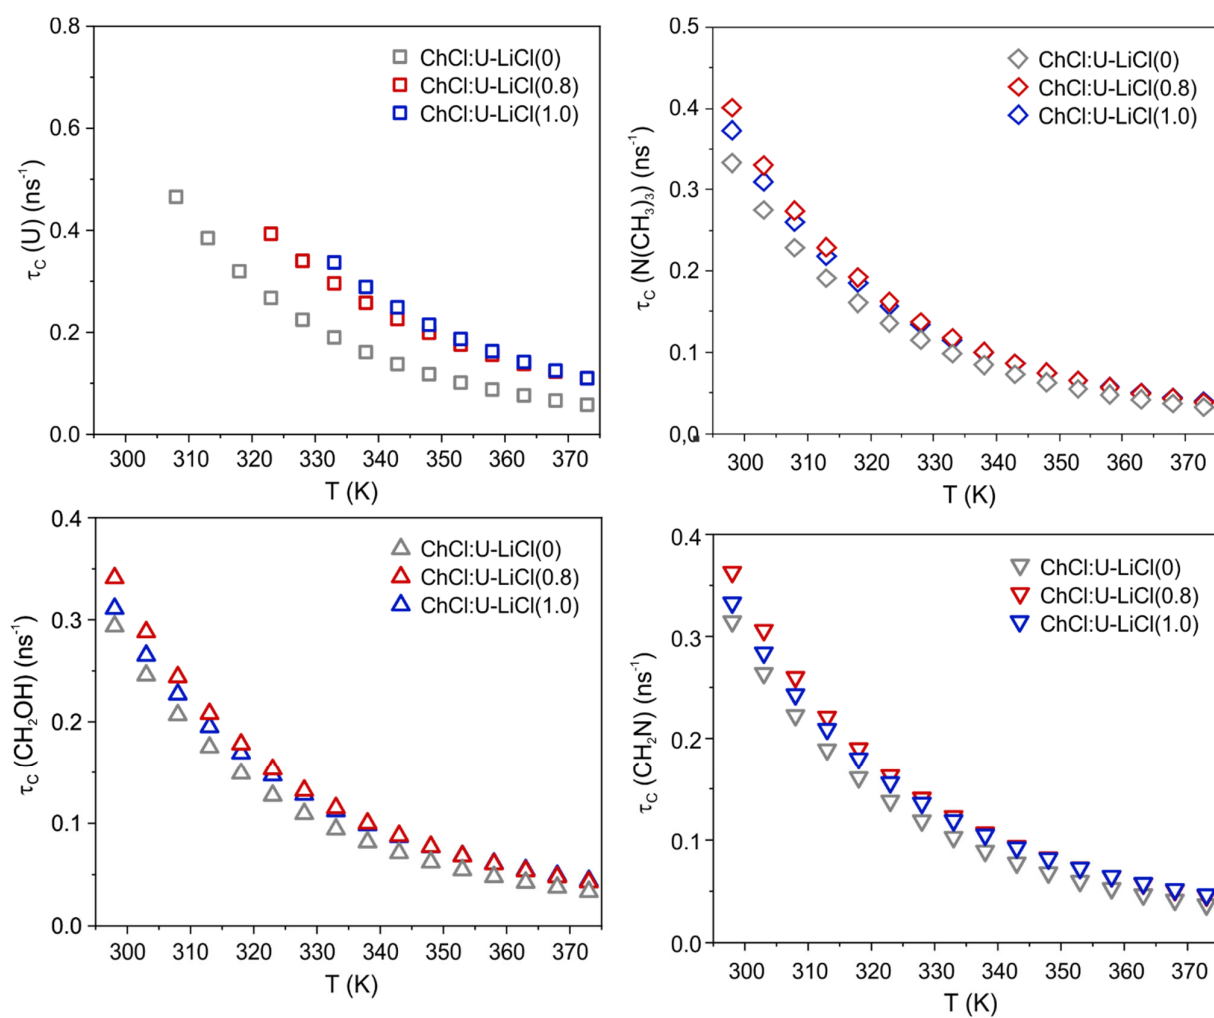 0.8
0.6
0.4
0.2
0.0
τC (U) (ns-1)
ChCl:U-LiCl(0)
ChCl:U-LiCl(0.8)
ChCl:U-LiCl(1.0)
300 310 320 330 340 350 360 370
T (K)
0.5
0.4
0.3
0.2
0.1
0.0
τC (N(CH3)3) (ns-1)
ChCl:U-LiCl(0)
ChCl:U-LiCl(0.8)
ChCl:U-LiCl(1.0)
300 310 320 330 340 350 360 370
T (K)
0.4
0.3
0.2
0.1
0.0
τC (CH2OH) (ns-1)
ChCl:U-LiCl(0)
ChCl:U-LiCl(0.8)
ChCl:U-LiCl(1.0)
300 310 320 330 340 350 360 370
T (K)
0.4
0.3
0.2
0.1
0.0
τC (CH2N) (ns-1)
ChCl:U-LiCl(0)
ChCl:U-LiCl(0.8)
ChCl:U-LiCl(1.0)
300 310 320 330 340 350 360 370
T (K)